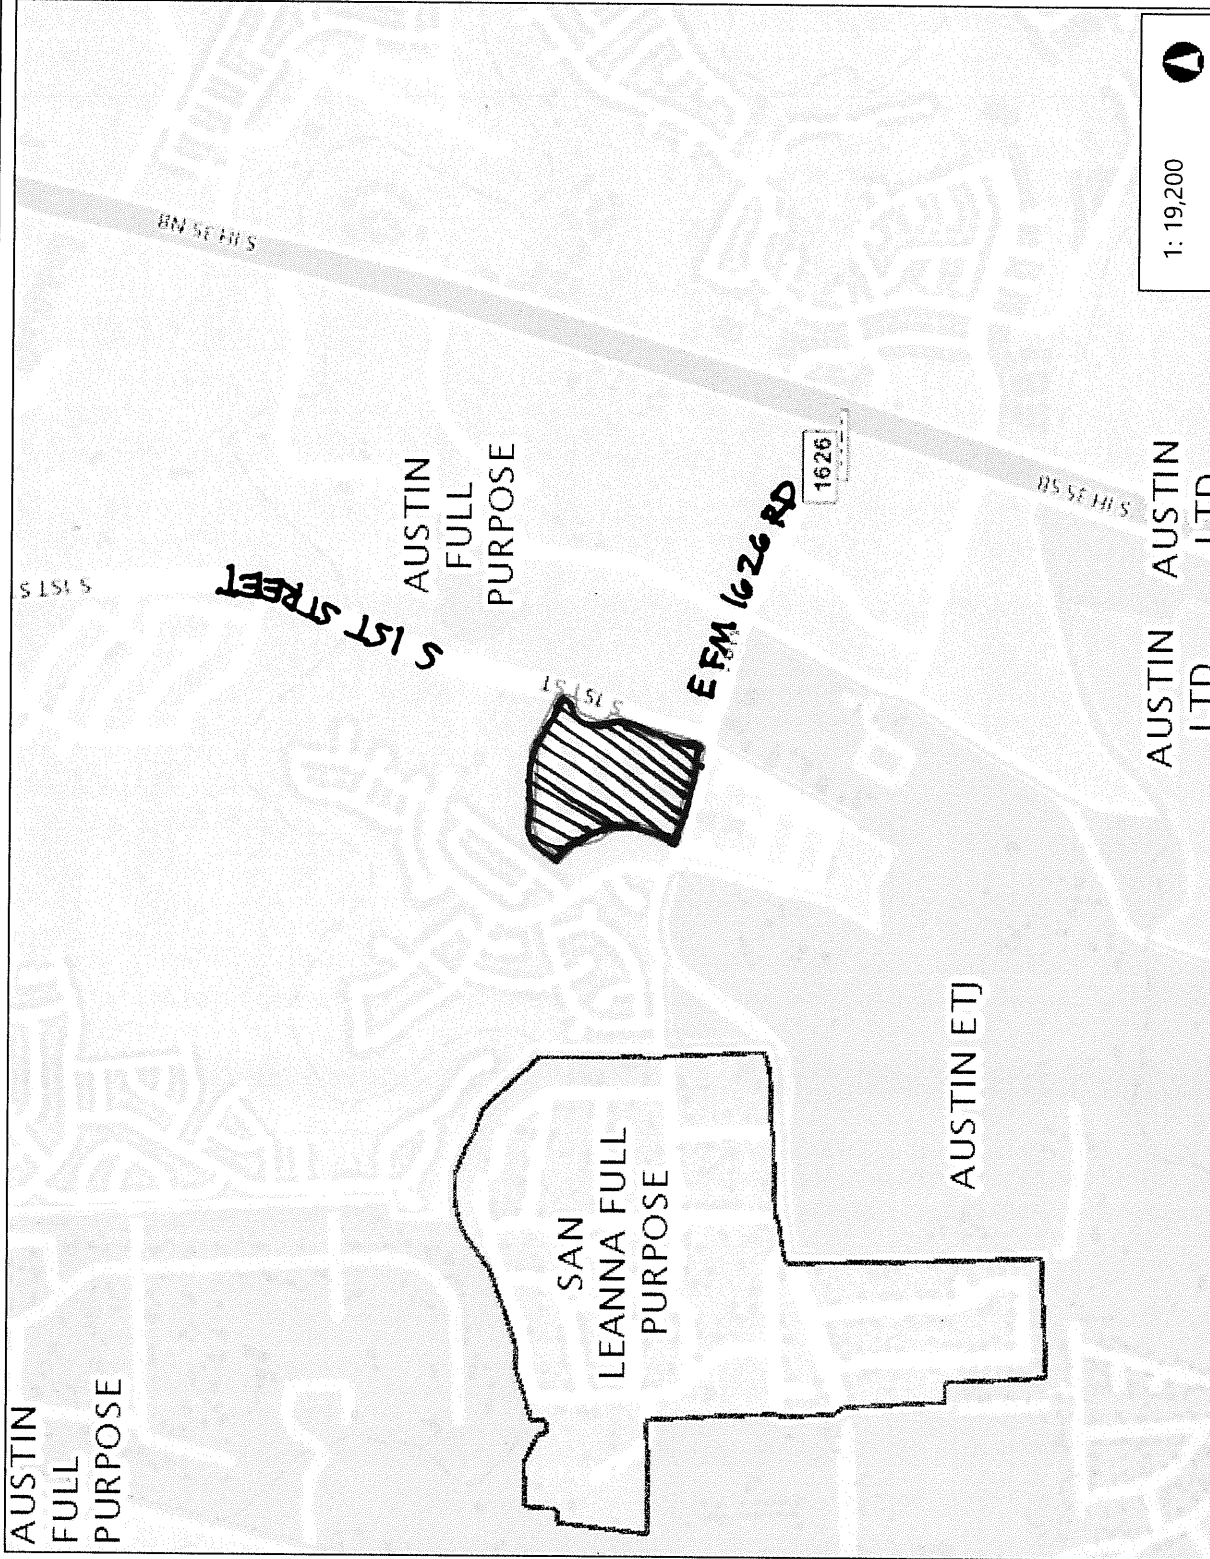 AUSTIN
FULL
PURPOSE
S 1ST S
S IH 35 NB
S 1ST STREET
AUSTIN
FULL
PURPOSE
S 1ST ST
E FM 1626 RD
1626
S IH 35 SB
SAN
LEANNA FULL
PURPOSE
AUSTIN ETJ
AUSTIN
LTD
AUSTIN
LTD
1: 19,200